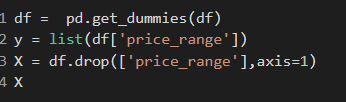 1 df =  pd.get_dummies(df)
2 y = list(df['price_range'])
3 X = df.drop(['price_range'],axis=1)
4 X